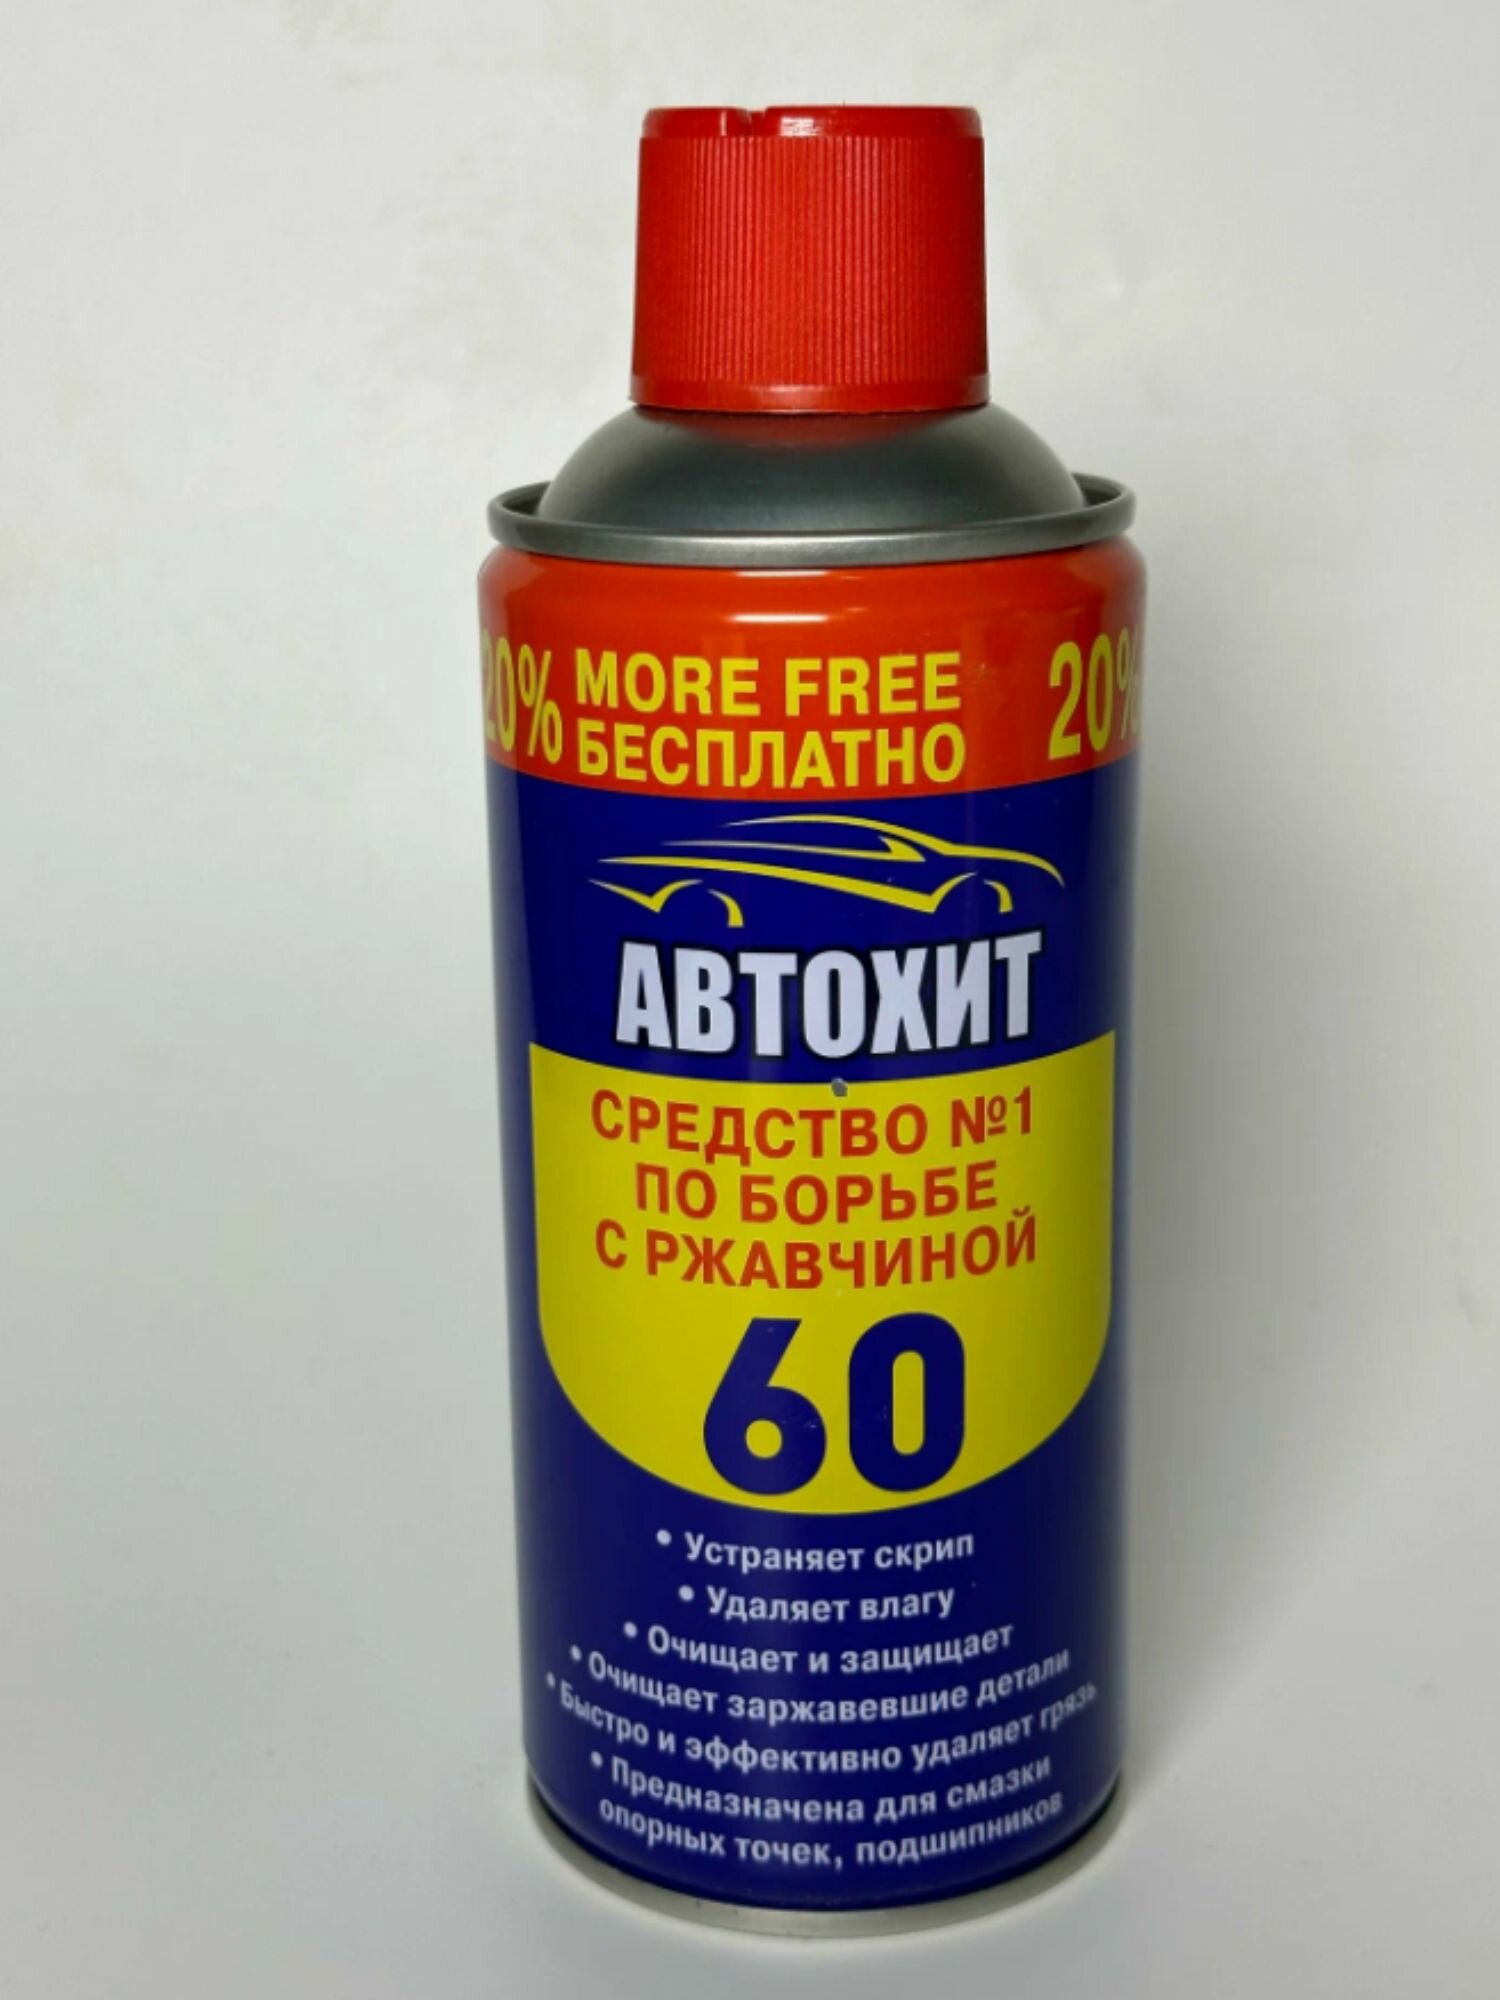 20% MORE FREE 20%
БЕСПЛАТНО
АВТОХИТ
СРЕДСТВО №1
ПО БОРЬБЕ
С РЖАВЧИНОЙ
60
• Устраняет скрип
• Удаляет влагу
• Очищает и защищает
• Очищает заржавевшие детали
• Быстро и эффективно удаляет грязь
• Предназначена для смазки
опорных точек, подшипников